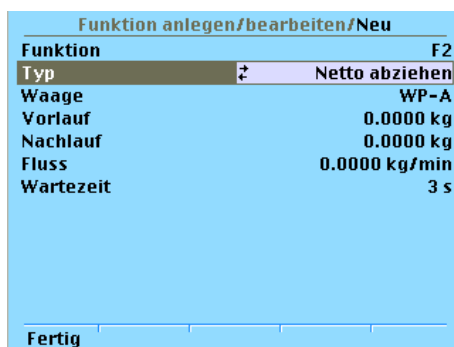 Funktion anlegen/bearbeiten/Neu
Funktion F2
Typ Netto abziehen
Waage WP-A
Vorlauf 0.0000 kg
Nachlauf 0.0000 kg
Fluss 0.0000 kg/min
Wartezeit 3 s
Fertig